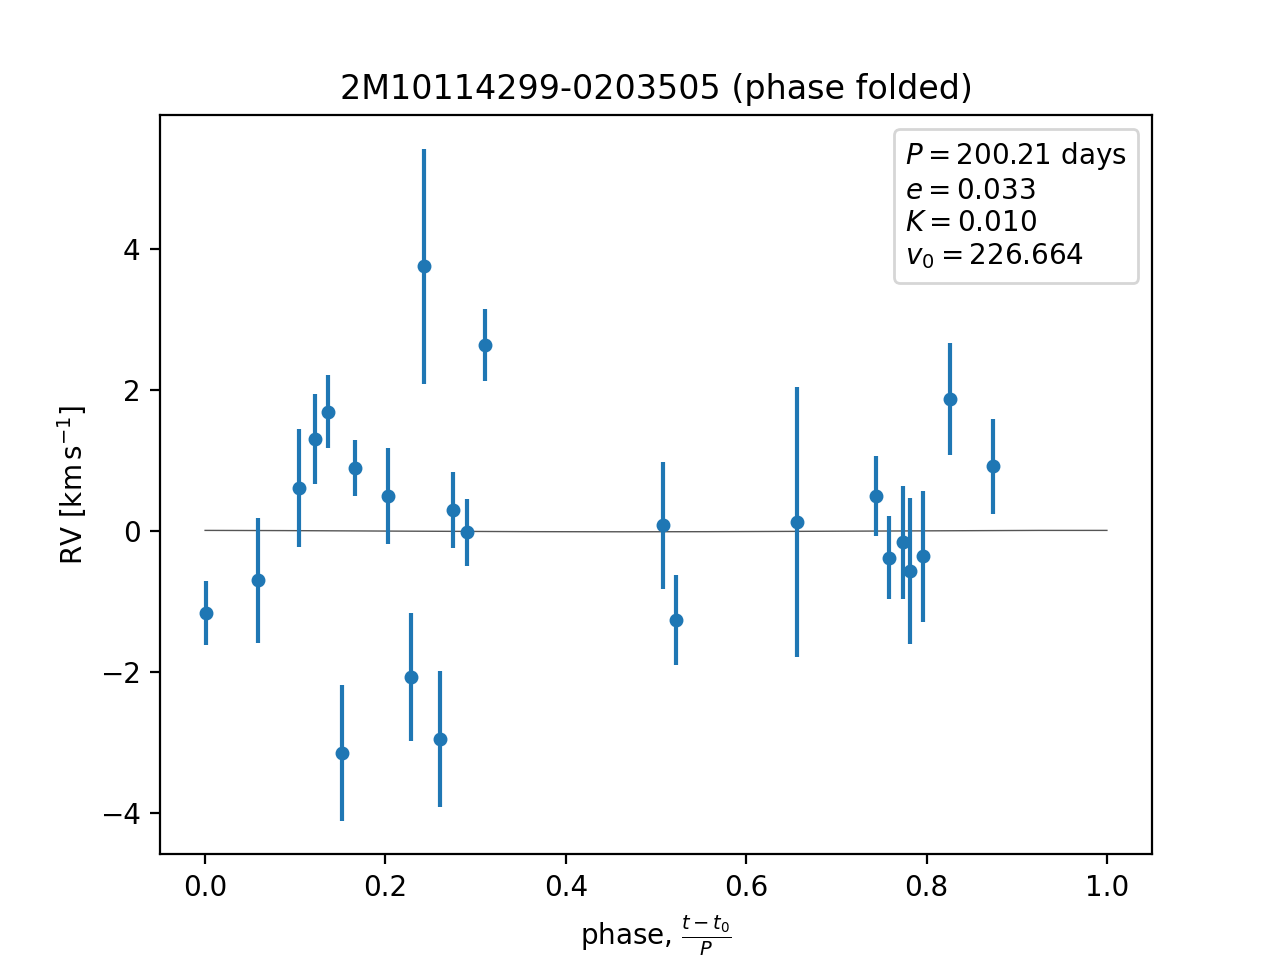 2M10114299-0203505 (phase folded)
P = 200.21 days
e = 0.033
K = 0.010
v₀ = 226.664
4
2
0
−2
−4
RV [km s⁻¹]
0.0 0.2 0.4 0.6 0.8 1.0
phase, (t − t₀)/P